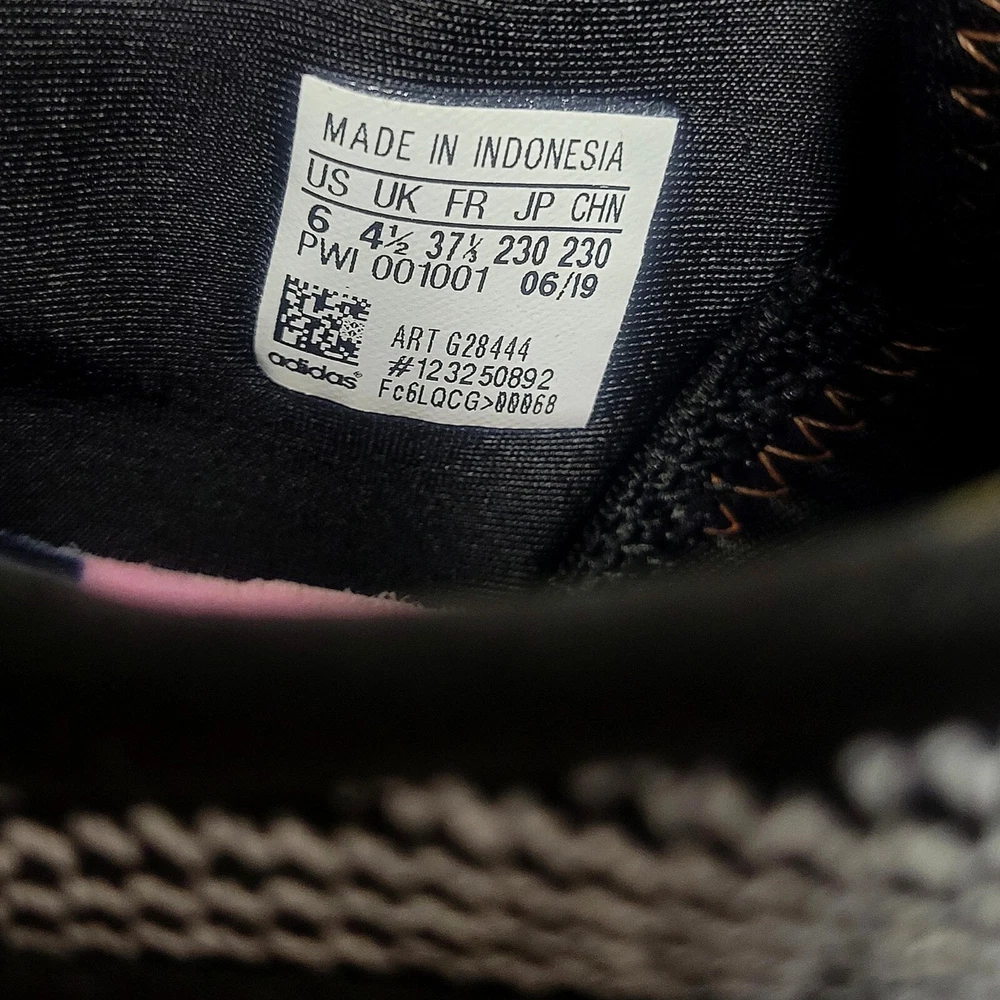 MADE IN INDONESIA
US UK FR JP CHN
6 4½ 37⅓ 230 230
PWI 001001 06/19
ART G28444
#123250892
Fc6LQCG>00068
adidas®